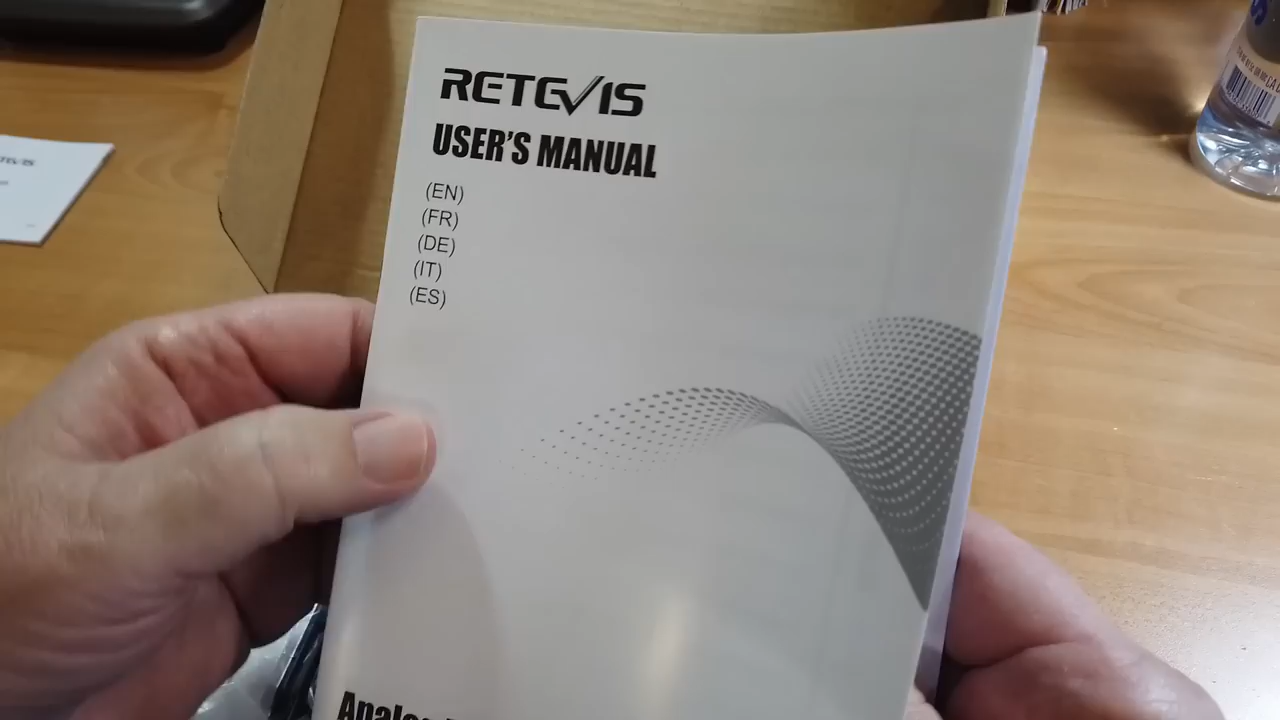 RETEVIS
USER'S MANUAL
(EN)
(FR)
(DE)
(IT)
(ES)